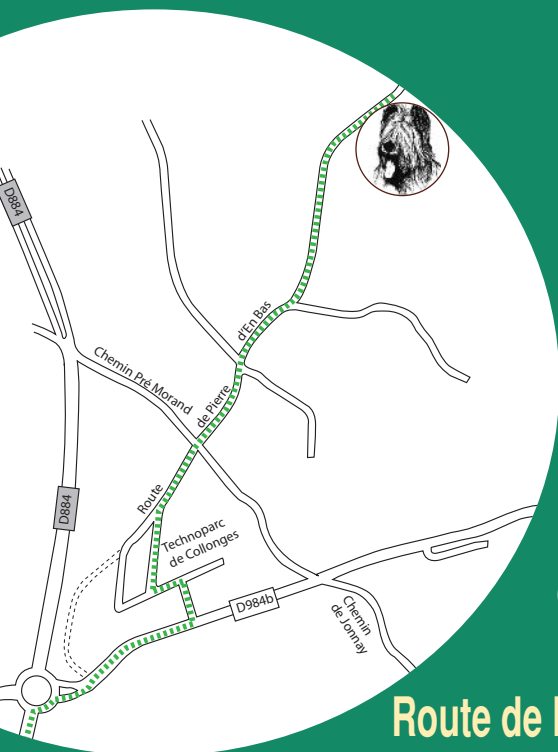 D884
d'En Bas
Chemin Pré Morand
de Pierre
Route
D884
Technoparc
de Collonges
D984b
Chemin
de Jonnay
Route de